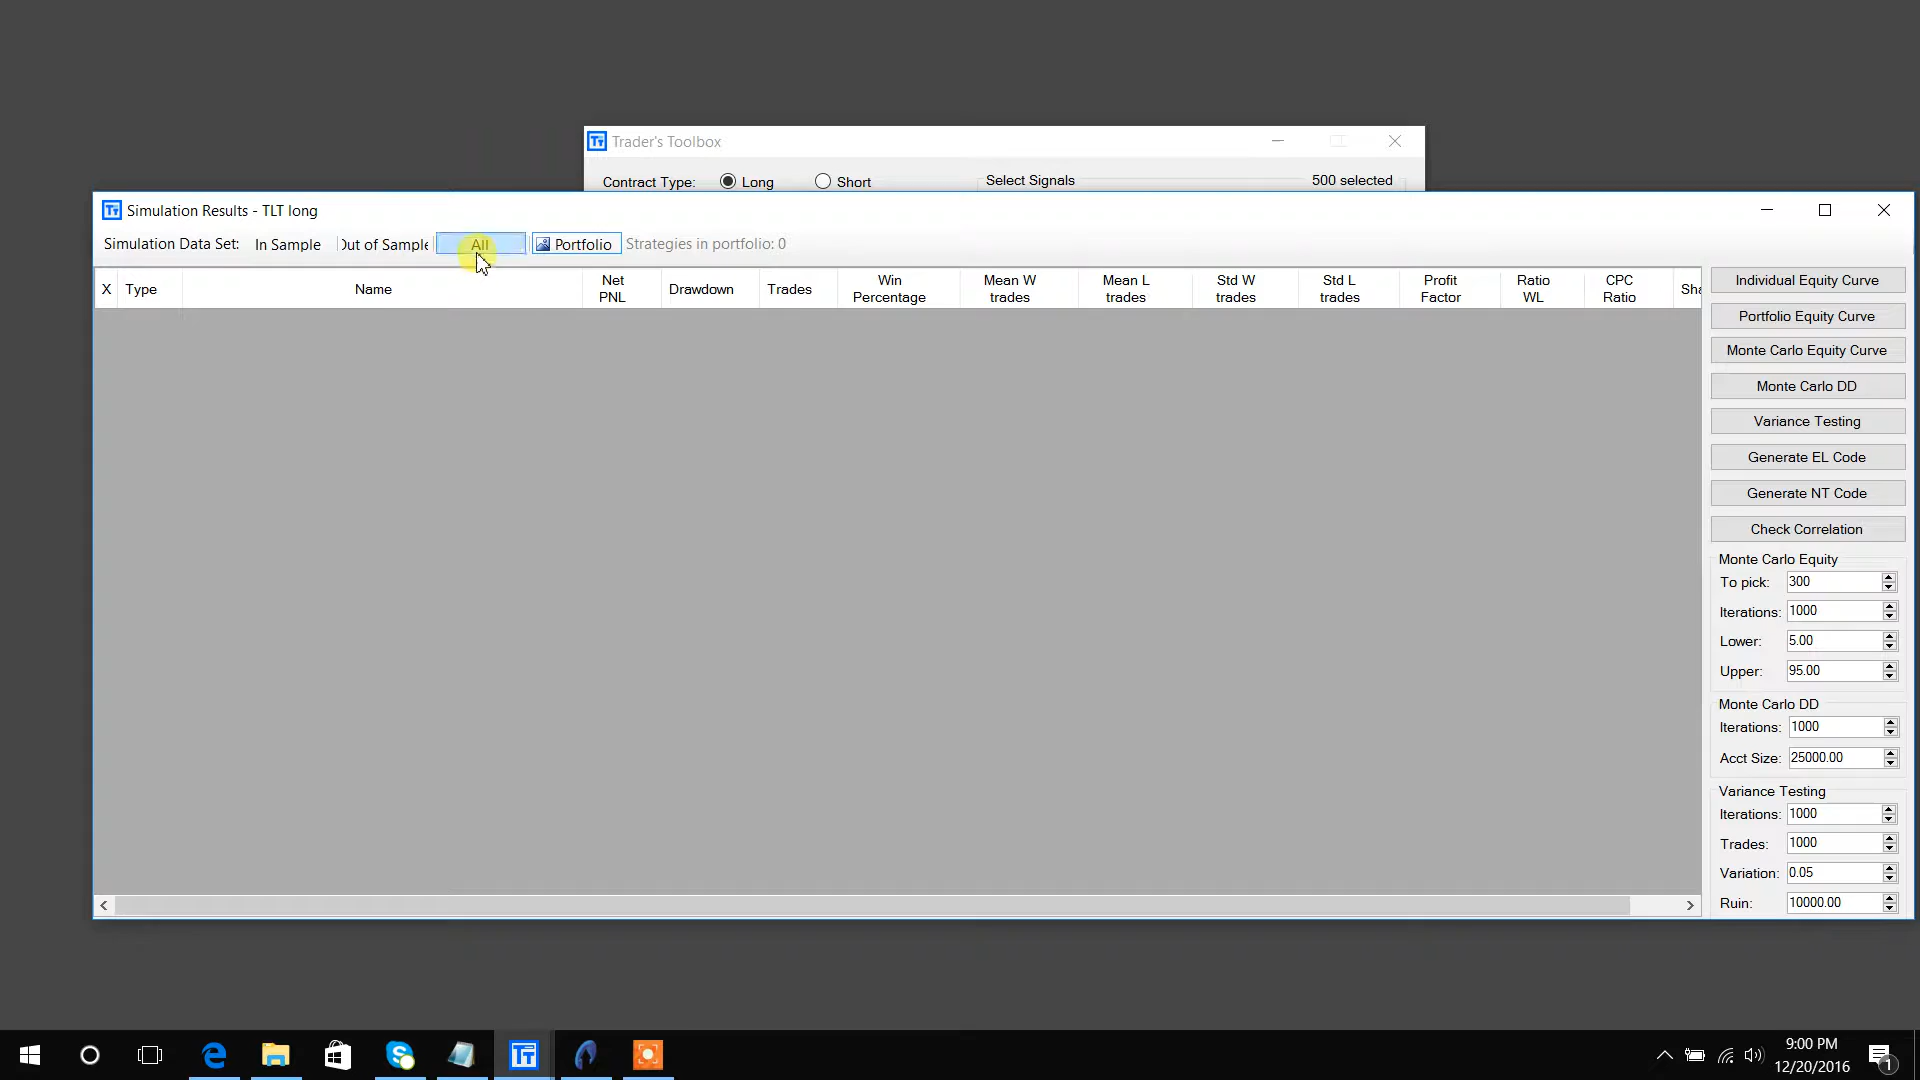 Trader's Toolbox
Contract Type: Long Short Select Signals 500 selected
Simulation Results - TLT long
Simulation Data Set: In Sample Out of Sample All Portfolio Strategies in portfolio: 0
X Type Name Net PNL Drawdown Trades Win Percentage Mean W trades Mean L trades Std W trades Std L trades Profit Factor Ratio WL CPC Ratio Sha
Individual Equity Curve
Portfolio Equity Curve
Monte Carlo Equity Curve
Monte Carlo DD
Variance Testing
Generate EL Code
Generate NT Code
Check Correlation
Monte Carlo Equity
To pick: 300
Iterations: 1000
Lower: 5.00
Upper: 95.00
Monte Carlo DD
Iterations: 1000
Acct Size: 25000.00
Variance Testing
Iterations: 1000
Trades: 1000
Variation: 0.05
Ruin: 10000.00
9:00 PM
12/20/2016
1